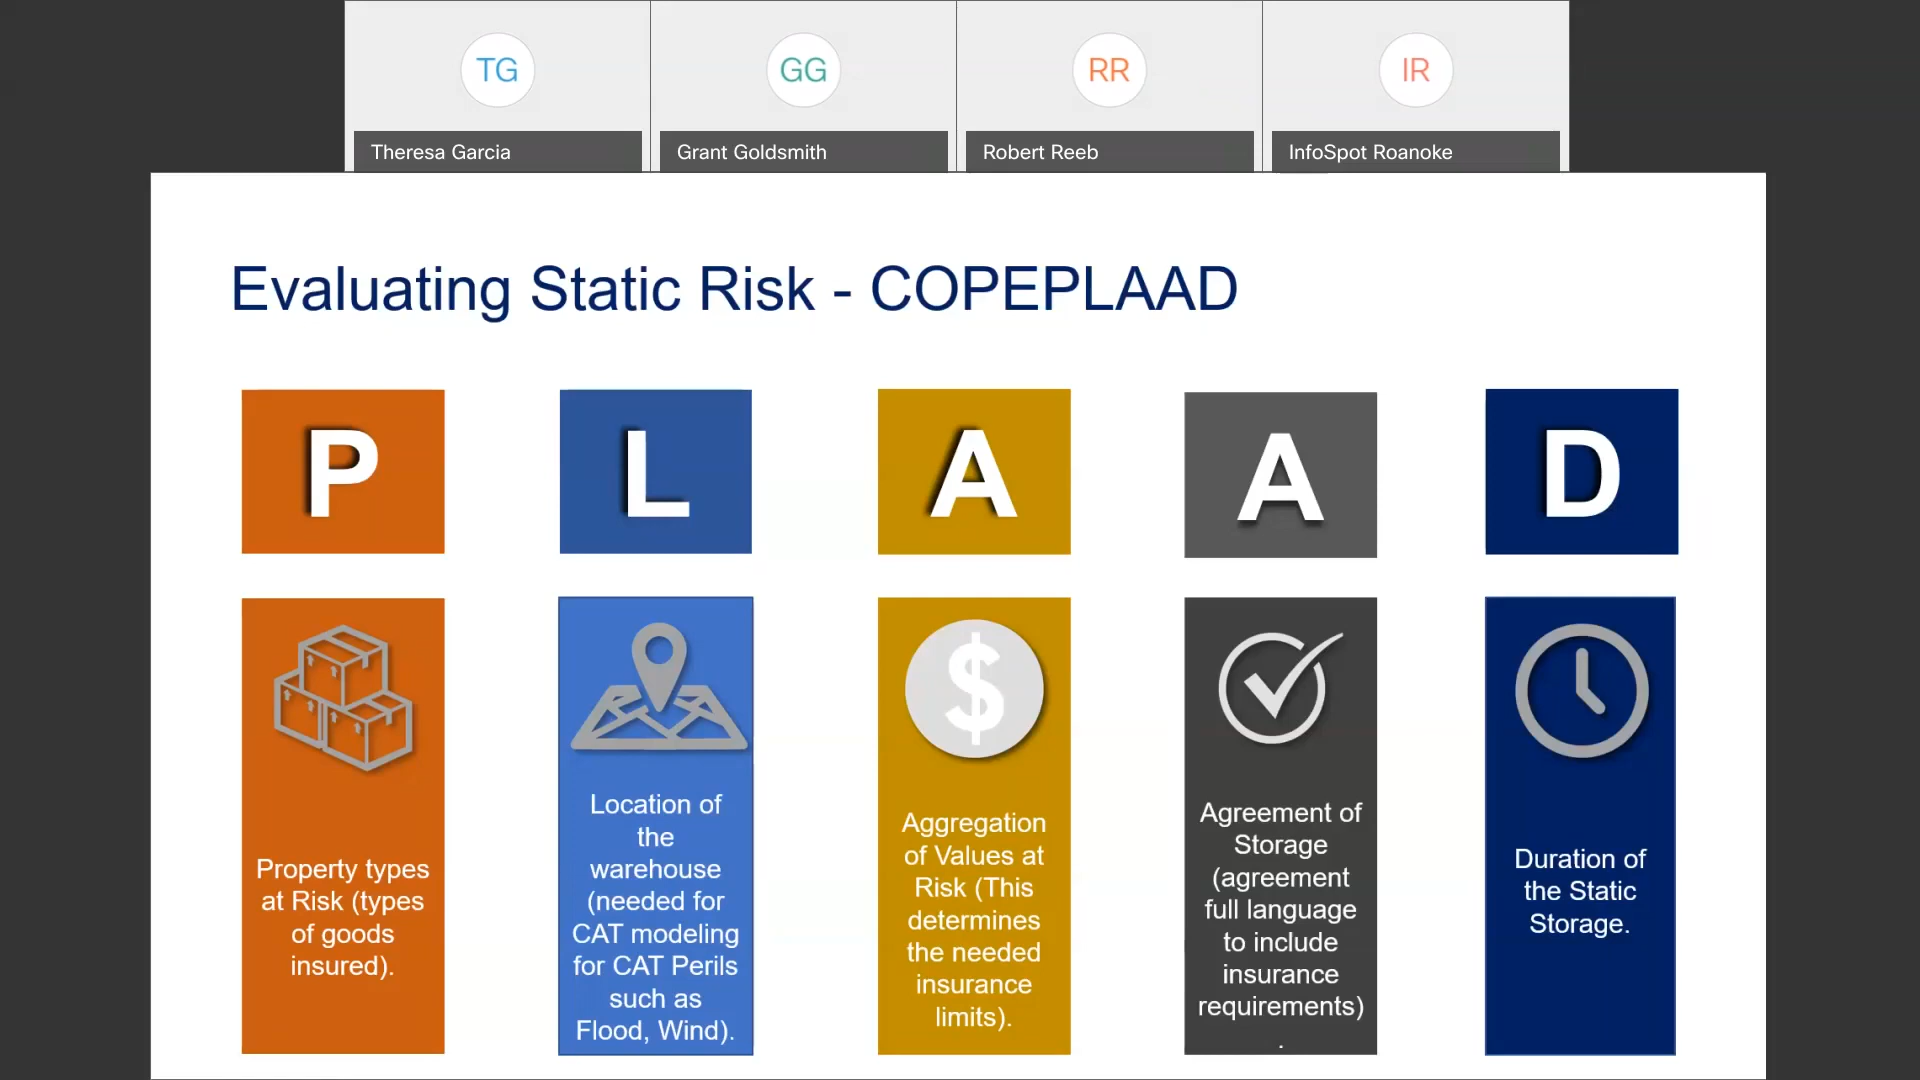 TG
GG
RR
IR
Theresa Garcia
Grant Goldsmith
Robert Reeb
InfoSpot Roanoke
Evaluating Static Risk - COPEPLAAD
P
L
A
A
D
Property types
at Risk (types
of goods
insured).
Location of
the
warehouse
(needed for
CAT modeling
for CAT Perils
such as
Flood, Wind).
$
Aggregation
of Values at
Risk (This
determines
the needed
insurance
limits).
Agreement of
Storage
(agreement
full language
to include
insurance
requirements)
.
Duration of
the Static
Storage.